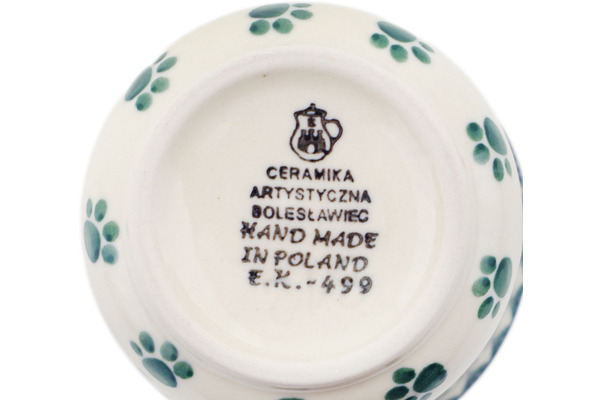 CERAMIKA
ARTYSTYCZNA
BOLESŁAWIEC
HAND MADE
IN POLAND
E.K.-499